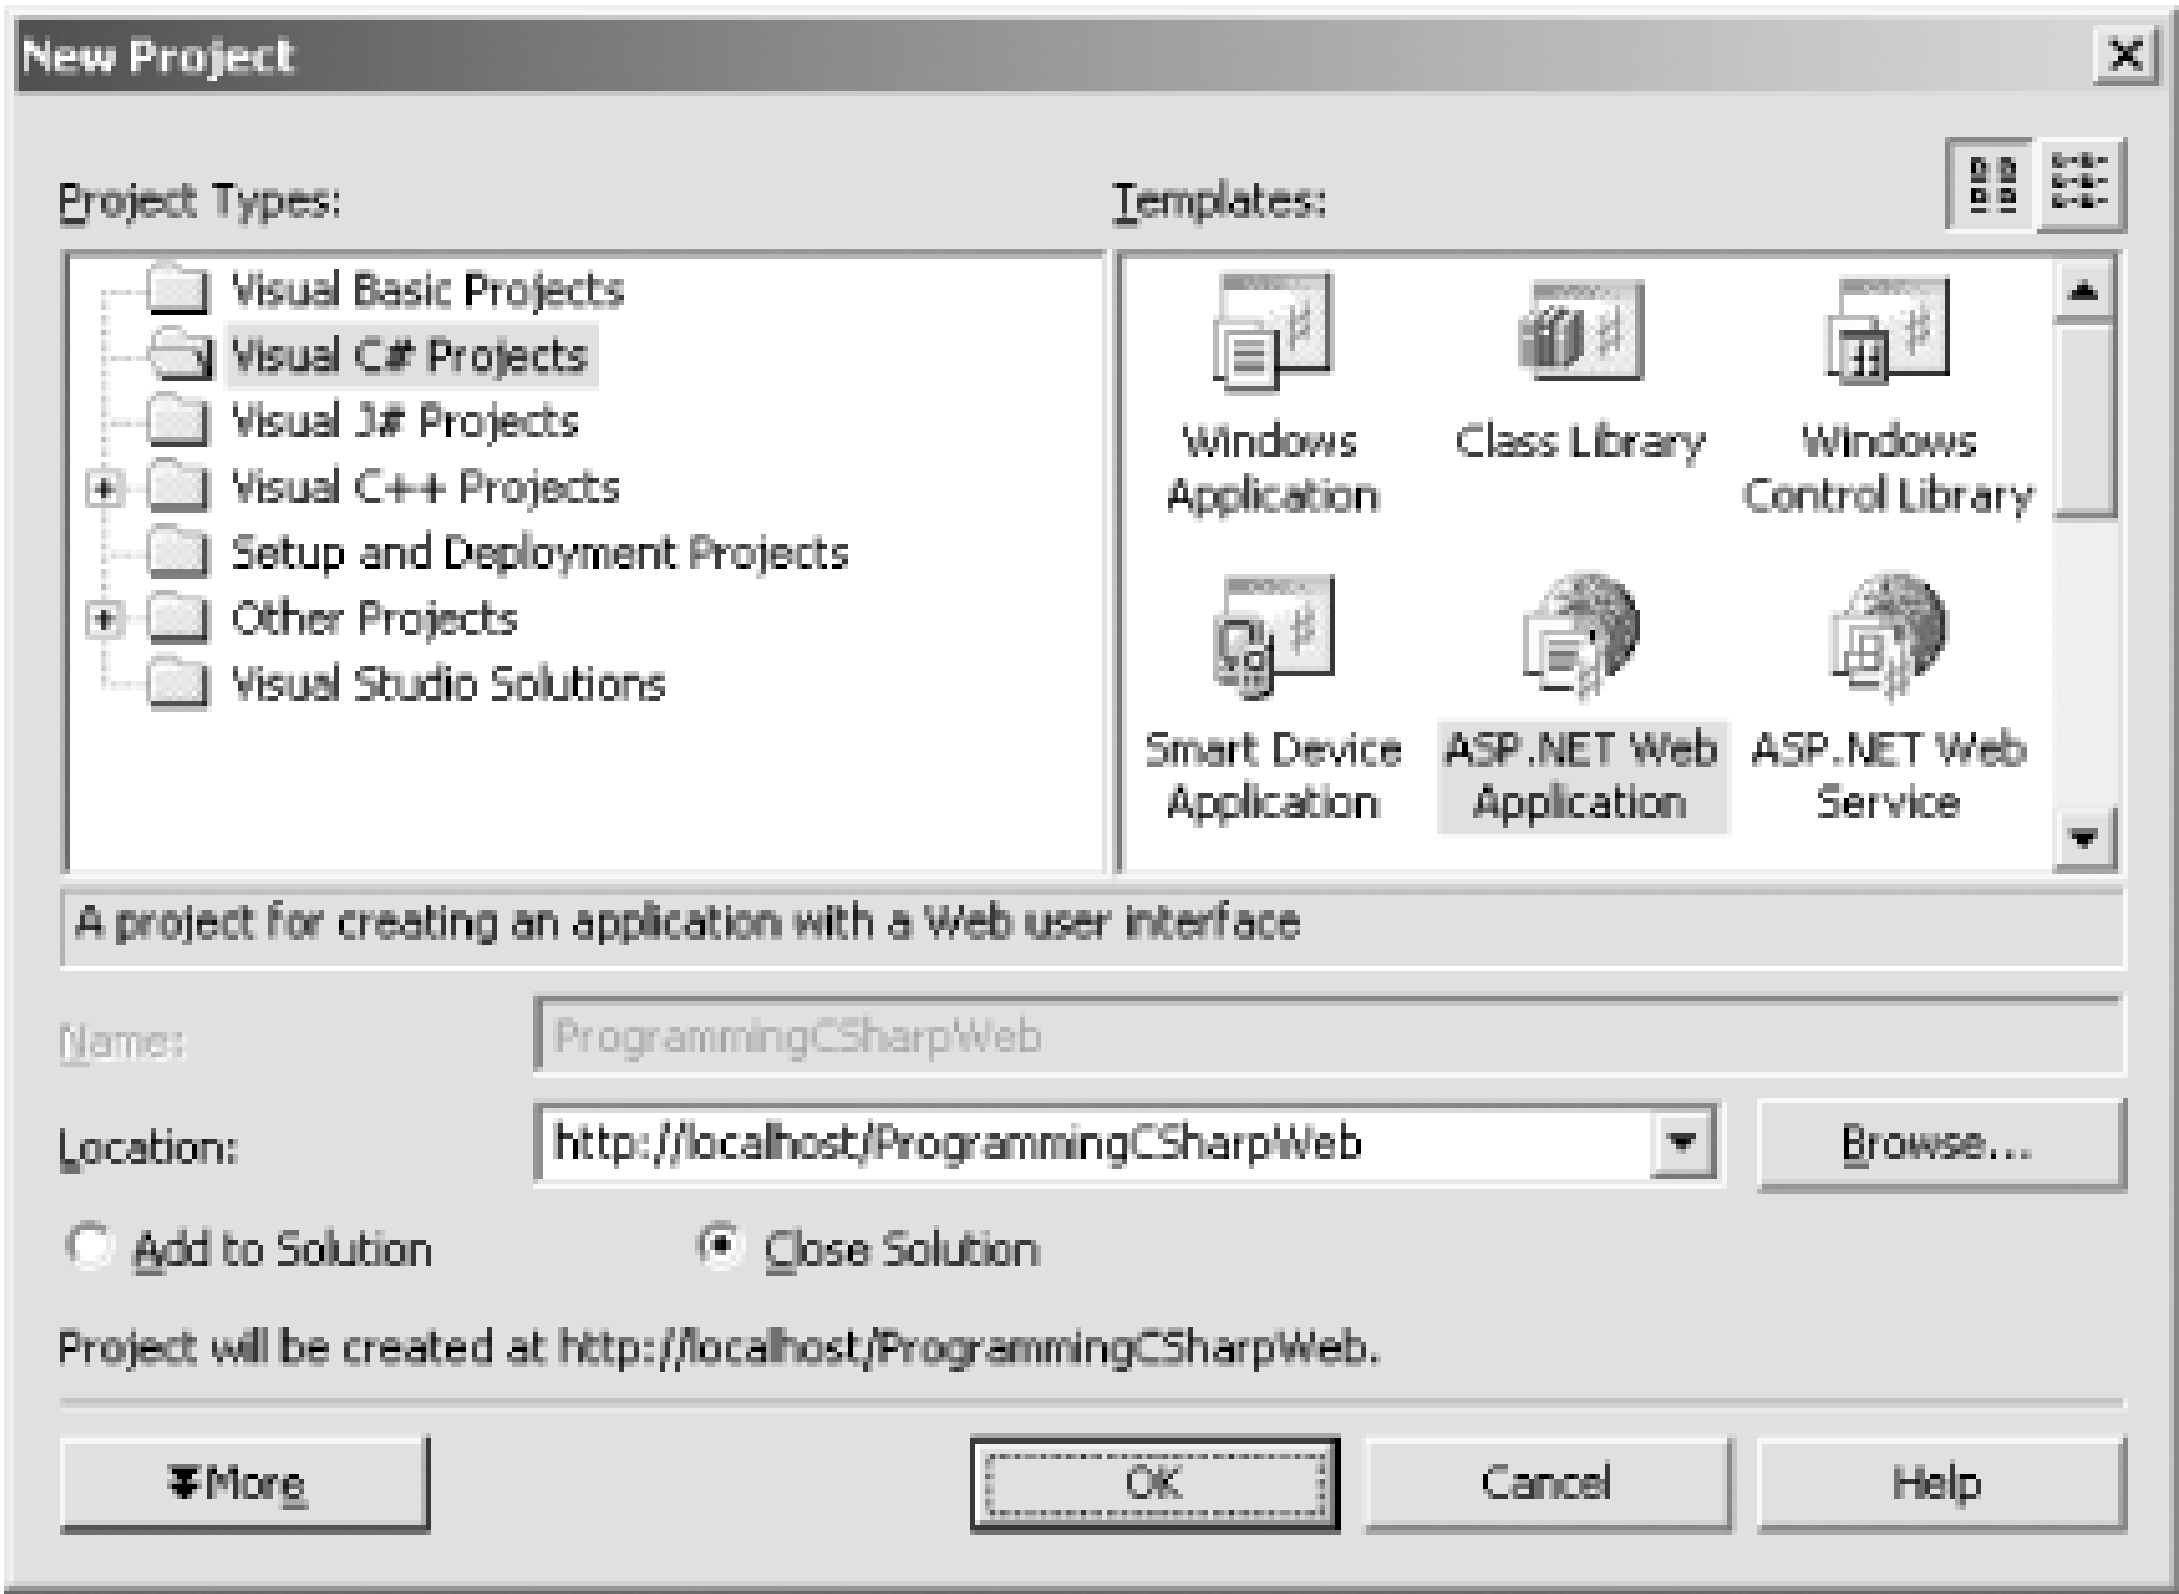 New Project
Project Types:
Templates:
Visual Basic Projects
Visual C# Projects
Visual J# Projects
Visual C++ Projects
Setup and Deployment Projects
Other Projects
Visual Studio Solutions
Windows
Application
Class Library
Windows
Control Library
Smart Device
Application
ASP.NET Web
Application
ASP.NET Web
Service
A project for creating an application with a Web user interface
Name:
ProgrammingCSharpWeb
Location:
http://localhost/ProgrammingCSharpWeb
Browse...
Add to Solution
Close Solution
Project will be created at http://localhost/ProgrammingCSharpWeb.
More
OK
Cancel
Help